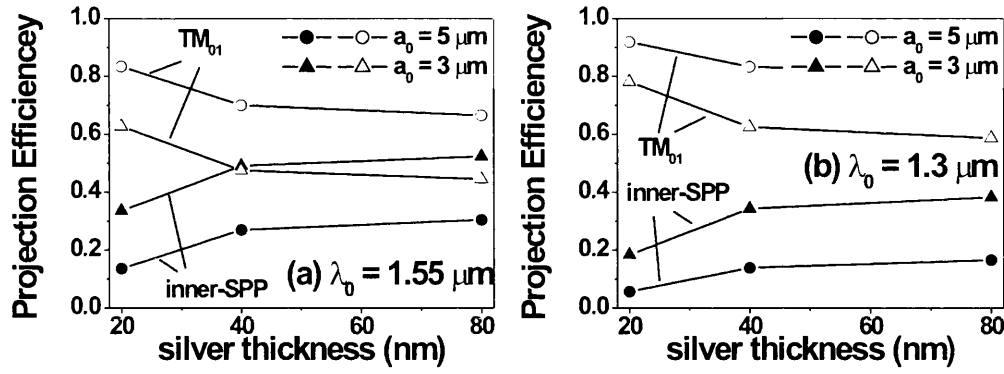 Projection Efficiencey
1.0
0.8
0.6
0.4
0.2
0.0
TM01
a0 = 5 μm
a0 = 3 μm
inner-SPP
(a) λ0 = 1.55 μm
20
40
60
80
silver thickness (nm)
Projection Efficiencey
1.0
0.8
0.6
0.4
0.2
0.0
a0 = 5 μm
a0 = 3 μm
TM01
(b) λ0 = 1.3 μm
inner-SPP
20
40
60
80
silver thickness (nm)